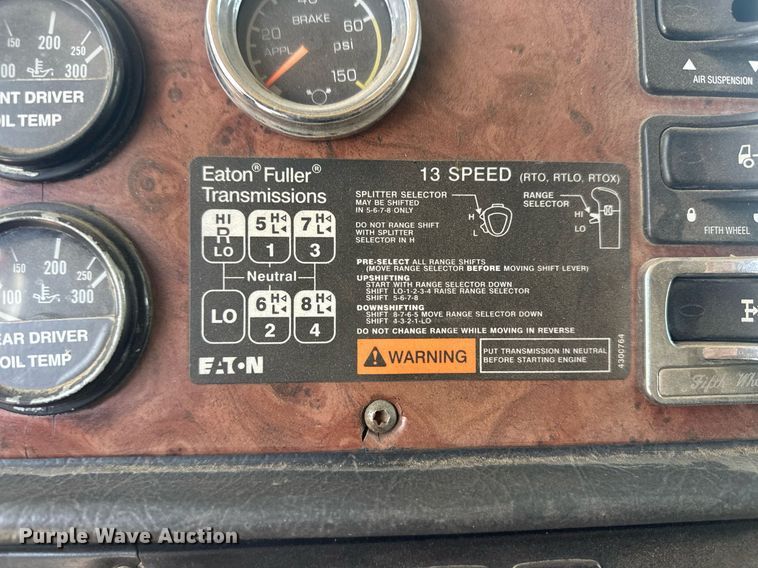 40
BRAKE
20 60
APPL psi
150
200
150
100 300
NT DRIVER
OIL TEMP
AIR SUSPENSION
Eaton® Fuller®
Transmissions
13 SPEED (RTO, RTLO, RTOX)
SPLITTER SELECTOR
MAY BE SHIFTED
IN 5-6-7-8 ONLY
H
L
DO NOT RANGE SHIFT
WITH SPLITTER
SELECTOR IN H
RANGE
SELECTOR
HI
LO
HI
R
LO
5 H
L
1
7 H
L
3
Neutral
LO
6 H
L
2
8 H
L
4
PRE-SELECT ALL RANGE SHIFTS
(MOVE RANGE SELECTOR BEFORE MOVING SHIFT LEVER)
UPSHIFTING
START WITH RANGE SELECTOR DOWN
SHIFT LO-1-2-3-4 RAISE RANGE SELECTOR
SHIFT 5-6-7-8
DOWNSHIFTING
SHIFT 8-7-6-5 MOVE RANGE SELECTOR DOWN
SHIFT 4-3-2-1-LO
DO NOT CHANGE RANGE WHILE MOVING IN REVERSE
WARNING
PUT TRANSMISSION IN NEUTRAL
BEFORE STARTING ENGINE
4300764
EATON
200
150
100 300
EAR DRIVER
OIL TEMP
FIFTH WHEEL
Fifth Whe
Purple Wave Auction